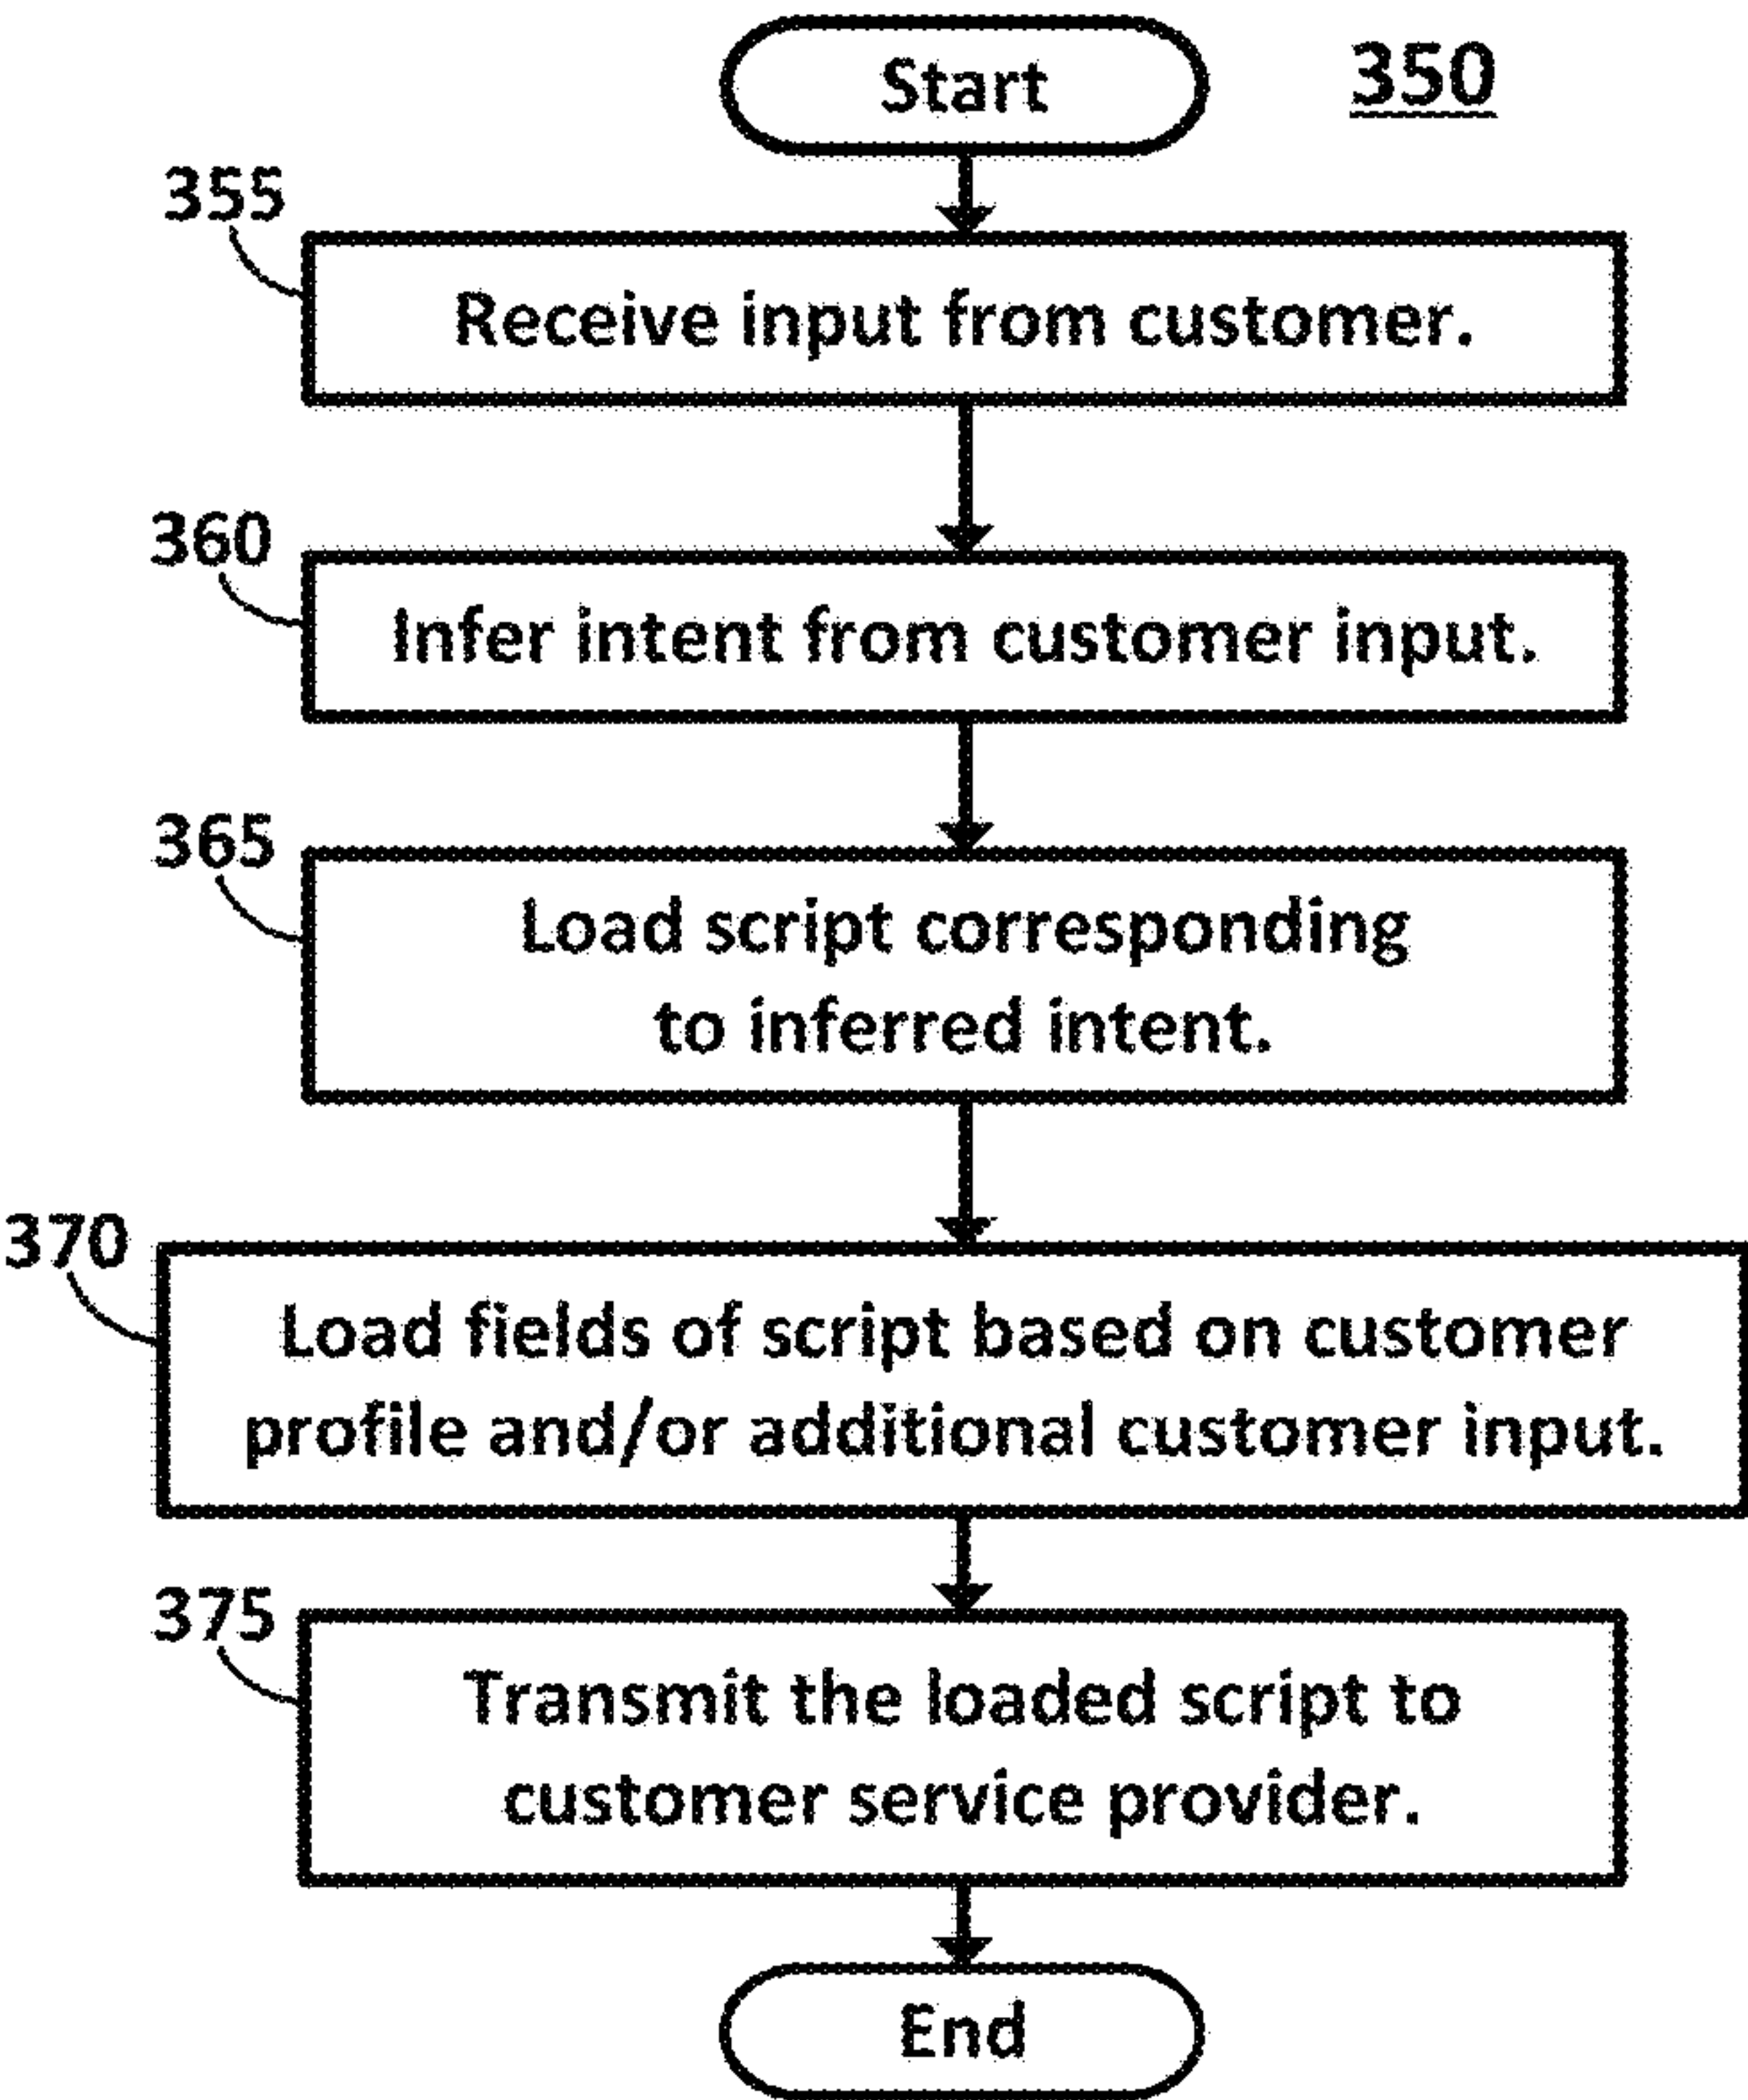 Start
350
355
Receive input from customer.
360
Infer intent from customer input.
365
Load script corresponding
to inferred intent.
370
Load fields of script based on customer
profile and/or additional customer input.
375
Transmit the loaded script to
customer service provider.
End